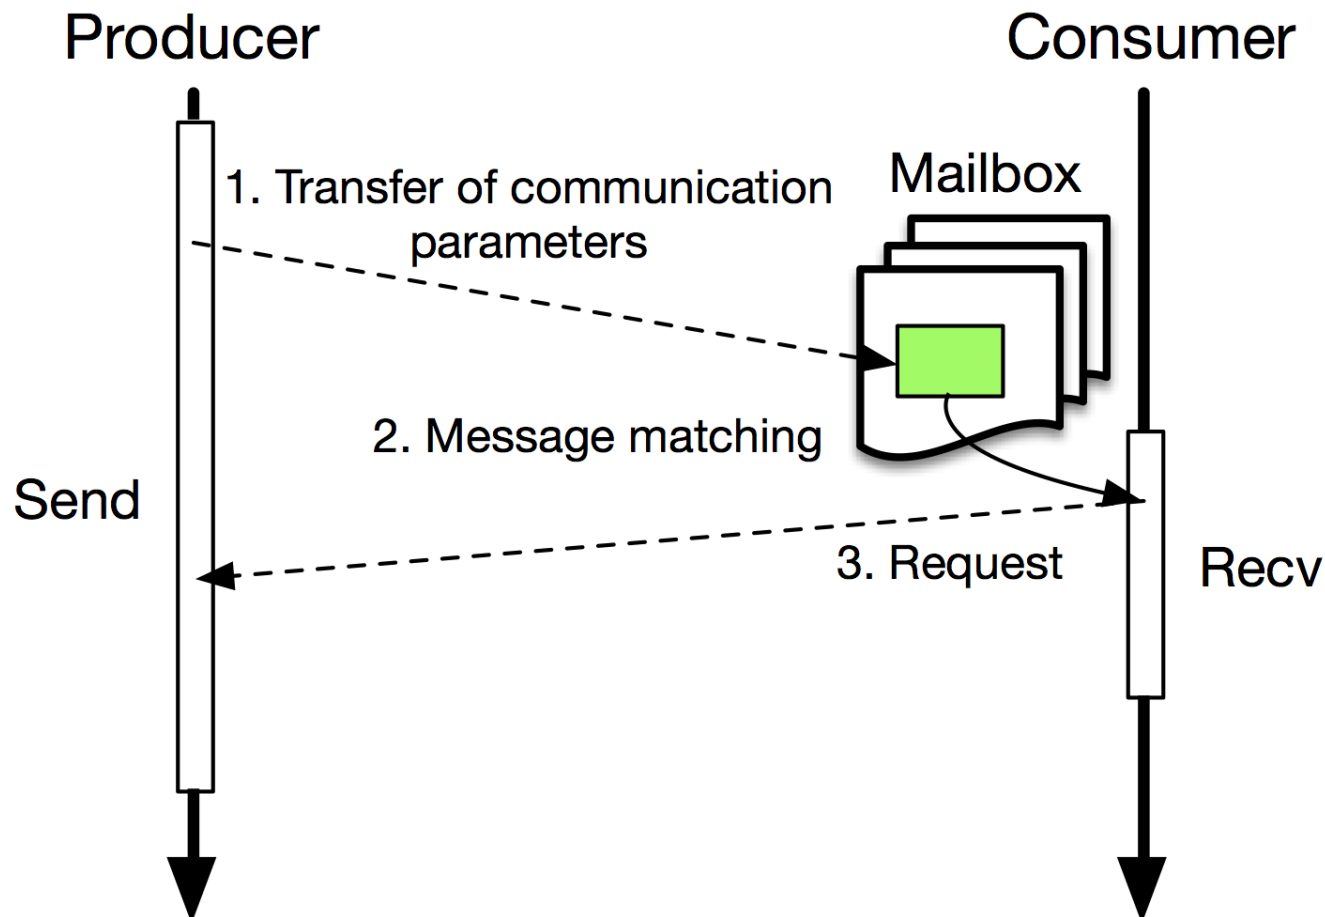 Producer
Consumer
1. Transfer of communication
parameters
Mailbox
2. Message matching
Send
3. Request
Recv